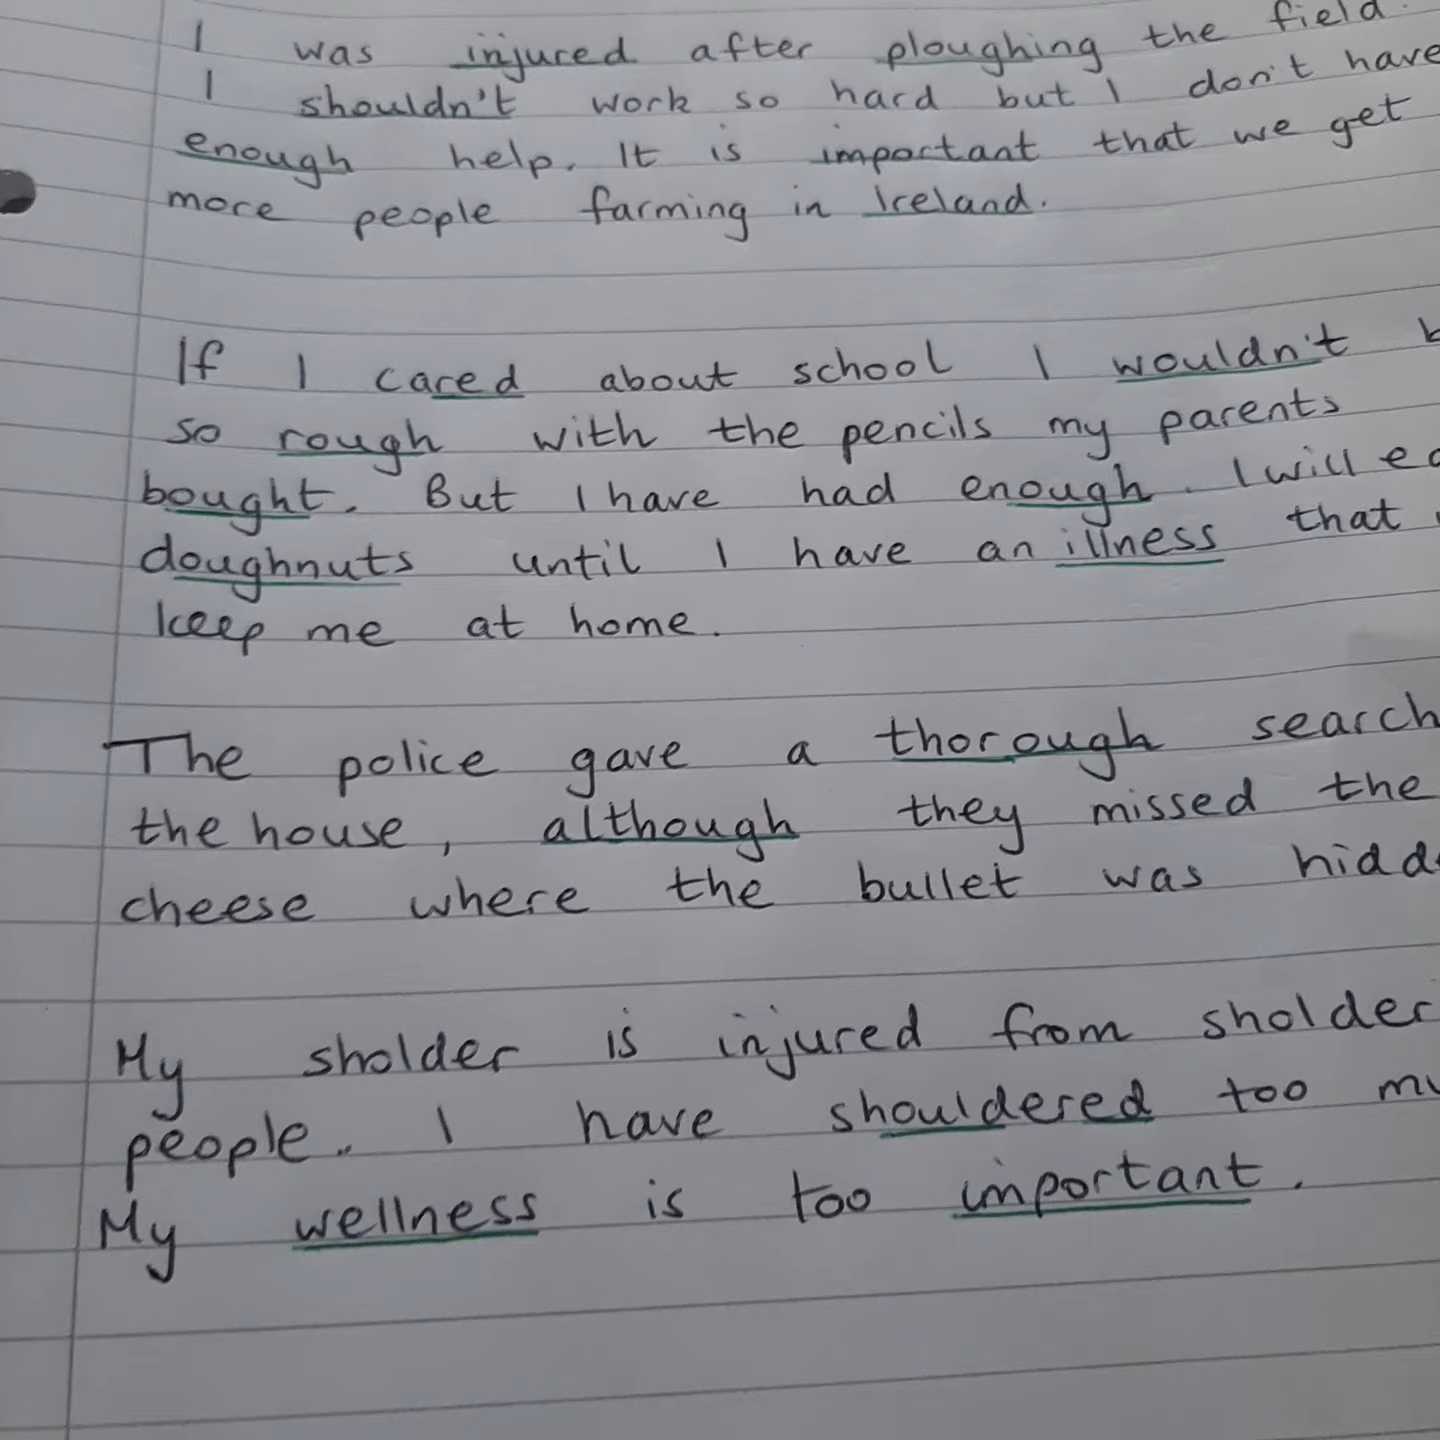 I was injured after ploughing the field.
I shouldn't work so hard but I don't have
enough help. It is important that we get
more people farming in Ireland.
If I cared about school I wouldn't
so rough with the pencils my parents
bought. But I have had enough. I will
doughnuts until I have an illness that
keep me at home.
The police gave a thorough search
the house, although they missed the
cheese where the bullet was
My sholder is injured from sholder
people. I have shouldered too
My wellness is too important.